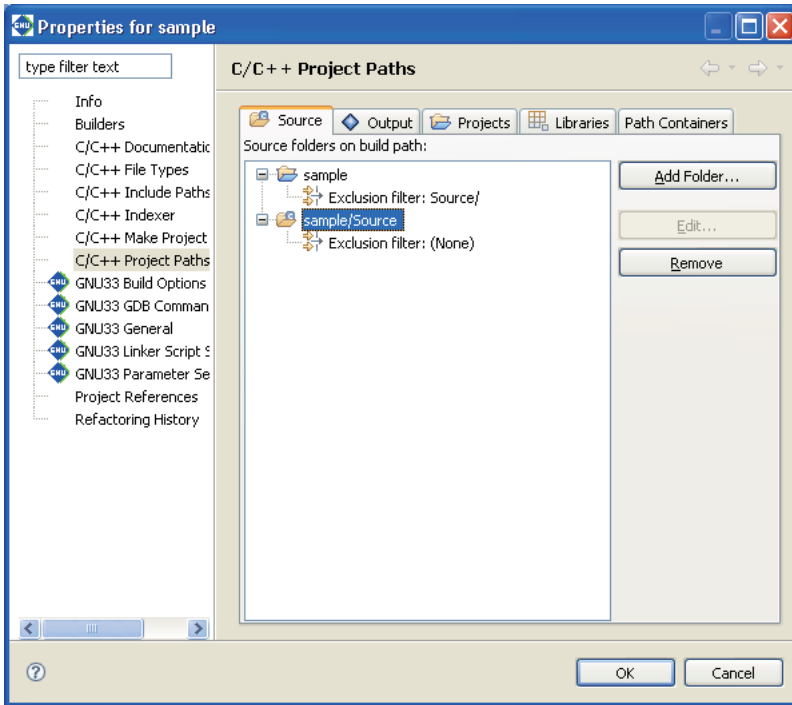 Properties for sample
type filter text
C/C++ Project Paths
Info
Builders
C/C++ Documentatic
C/C++ File Types
C/C++ Include Paths
C/C++ Indexer
C/C++ Make Project
C/C++ Project Paths
GNU33 Build Options
GNU33 GDB Comman
GNU33 General
GNU33 Linker Script S
GNU33 Parameter Se
Project References
Refactoring History
Source Output Projects Libraries Path Containers
Source folders on build path:
sample
Exclusion filter: Source/
sample/Source
Exclusion filter: (None)
Add Folder...
Edit...
Remove
OK Cancel